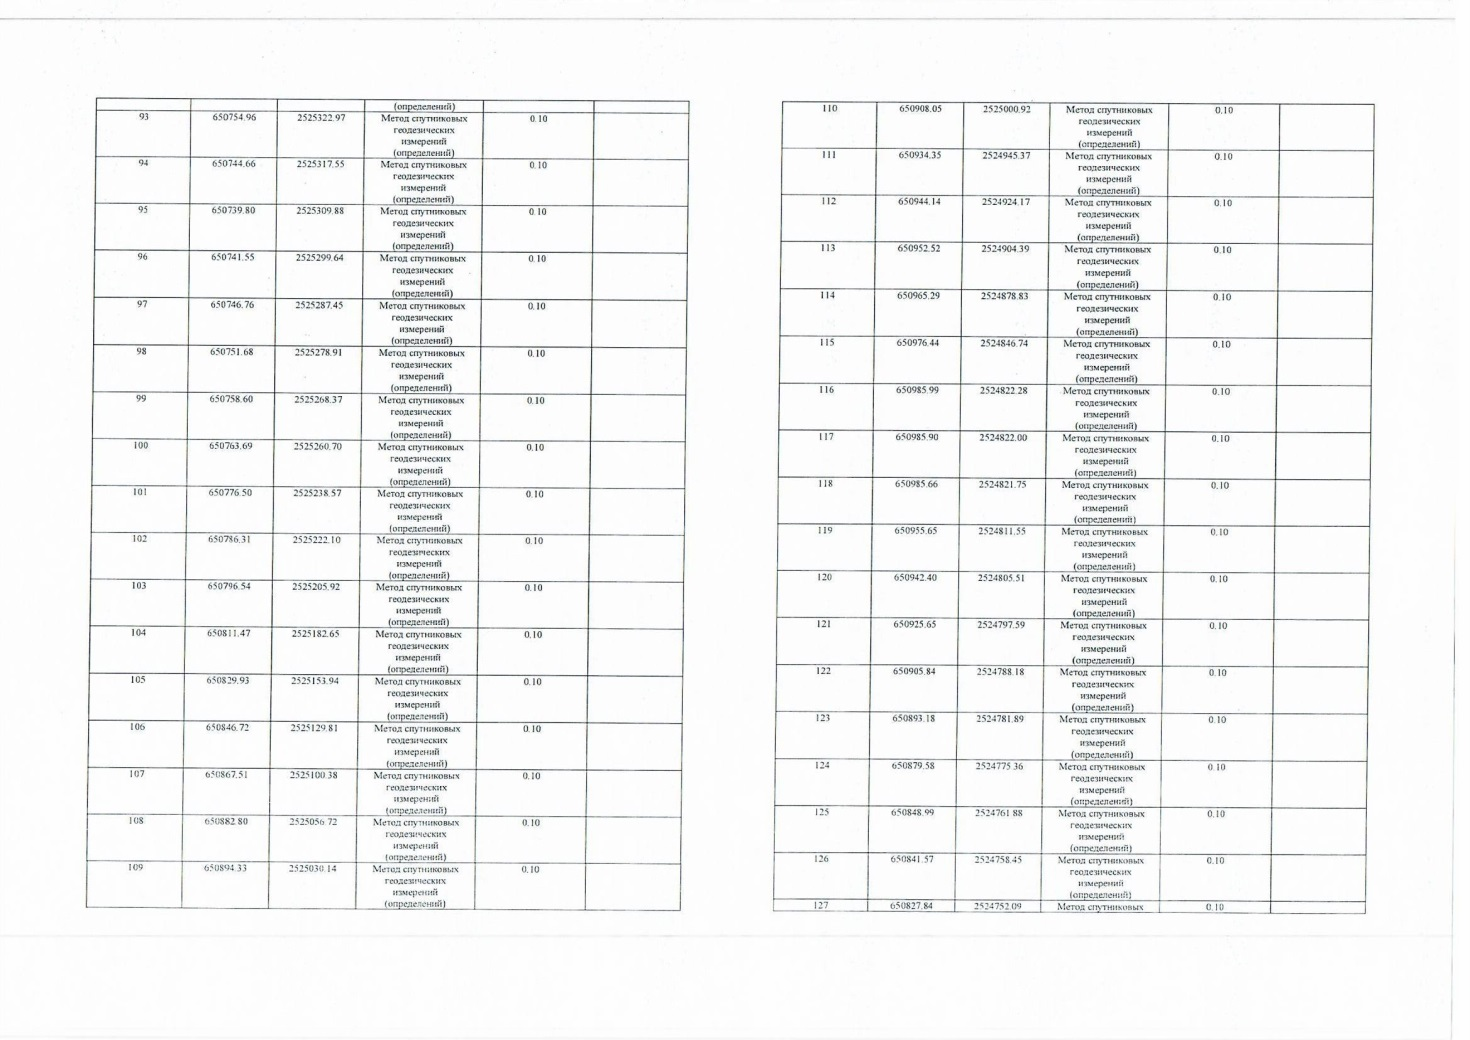 (определений)
93 650754.96 2525322.97 Метод спутниковых 0.10
геодезических
измерений
(определений)
94 650744.66 2525317.55 Метод спутниковых 0.10
геодезических
измерений
(определений)
95 650739.80 2525309.88 Метод спутниковых 0.10
геодезических
измерений
(определений)
96 650741.55 2525299.64 Метод спутниковых 0.10
геодезических
измерений
(определений)
97 650746.76 2525287.45 Метод спутниковых 0.10
геодезических
измерений
(определений)
98 650751.68 2525278.91 Метод спутниковых 0.10
геодезических
измерений
(определений)
99 650758.60 2525268.37 Метод спутниковых 0.10
геодезических
измерений
(определений)
100 650763.69 2525260.70 Метод спутниковых 0.10
геодезических
измерений
(определений)
101 650776.50 2525238.57 Метод спутниковых 0.10
геодезических
измерений
(определений)
102 650786.31 2525222.10 Метод спутниковых 0.10
геодезических
измерений
(определений)
103 650796.54 2525205.92 Метод спутниковых 0.10
геодезических
измерений
(определений)
104 650811.47 2525182.65 Метод спутниковых 0.10
геодезических
измерений
(определений)
105 650829.93 2525153.94 Метод спутниковых 0.10
геодезических
измерений
(определений)
106 650846.72 2525129.81 Метод спутниковых 0.10
геодезических
измерений
(определений)
107 650867.51 2525100.38 Метод спутниковых 0.10
геодезических
измерений
(определений)
108 650882.80 2525056.72 Метод спутниковых 0.10
геодезических
измерений
(определений)
109 650894.33 2525030.14 Метод спутниковых 0.10
геодезических
измерений
(определений)
110 650908.05 2525000.92 Метод спутниковых 0.10
геодезических
измерений
(определений)
111 650934.35 2524945.37 Метод спутниковых 0.10
геодезических
измерений
(определений)
112 650944.14 2524924.17 Метод спутниковых 0.10
геодезических
измерений
(определений)
113 650952.52 2524904.39 Метод спутниковых 0.10
геодезических
измерений
(определений)
114 650965.29 2524878.83 Метод спутниковых 0.10
геодезических
измерений
(определений)
115 650976.44 2524846.74 Метод спутниковых 0.10
геодезических
измерений
(определений)
116 650985.99 2524822.28 Метод спутниковых 0.10
геодезических
измерений
(определений)
117 650985.90 2524822.00 Метод спутниковых 0.10
геодезических
измерений
(определений)
118 650985.66 2524821.75 Метод спутниковых 0.10
геодезических
измерений
(определений)
119 650955.65 2524811.55 Метод спутниковых 0.10
геодезических
измерений
(определений)
120 650942.40 2524805.51 Метод спутниковых 0.10
геодезических
измерений
(определений)
121 650925.65 2524797.59 Метод спутниковых 0.10
геодезических
измерений
(определений)
122 650905.84 2524788.18 Метод спутниковых 0.10
геодезических
измерений
(определений)
123 650893.18 2524781.89 Метод спутниковых 0.10
геодезических
измерений
(определений)
124 650879.58 2524775.36 Метод спутниковых 0.10
геодезических
измерений
(определений)
125 650848.99 2524761.88 Метод спутниковых 0.10
геодезических
измерений
(определений)
126 650841.57 2524758.45 Метод спутниковых 0.10
геодезических
измерений
(определений)
127 650827.84 2524752.09 Метод спутниковых 0.10